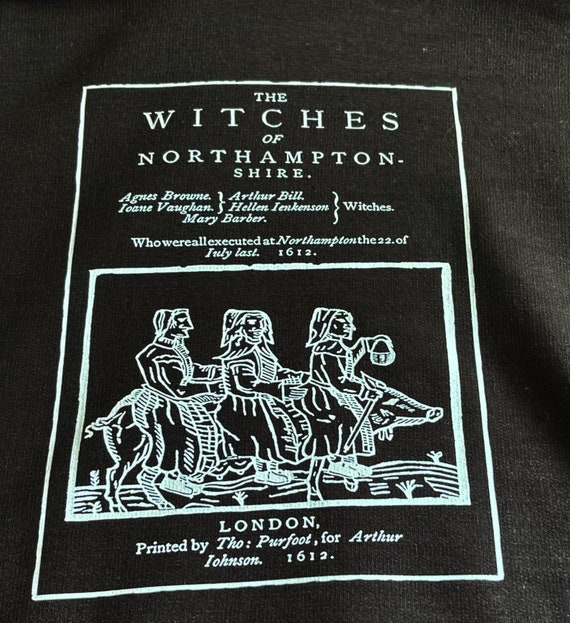 THE
WITCHES
OF
NORTHAMPTON-
SHIRE.
Agnes Browne. } Arthur Bill. }
Ioane Vaughan. } Hellen Ienkenson } Witches.
Mary Barber. }
Who were all executed at Northampton the 22. of
Iuly last. 1612.
LONDON,
Printed by Tho: Purfoot, for Arthur
Iohnson. 1612.